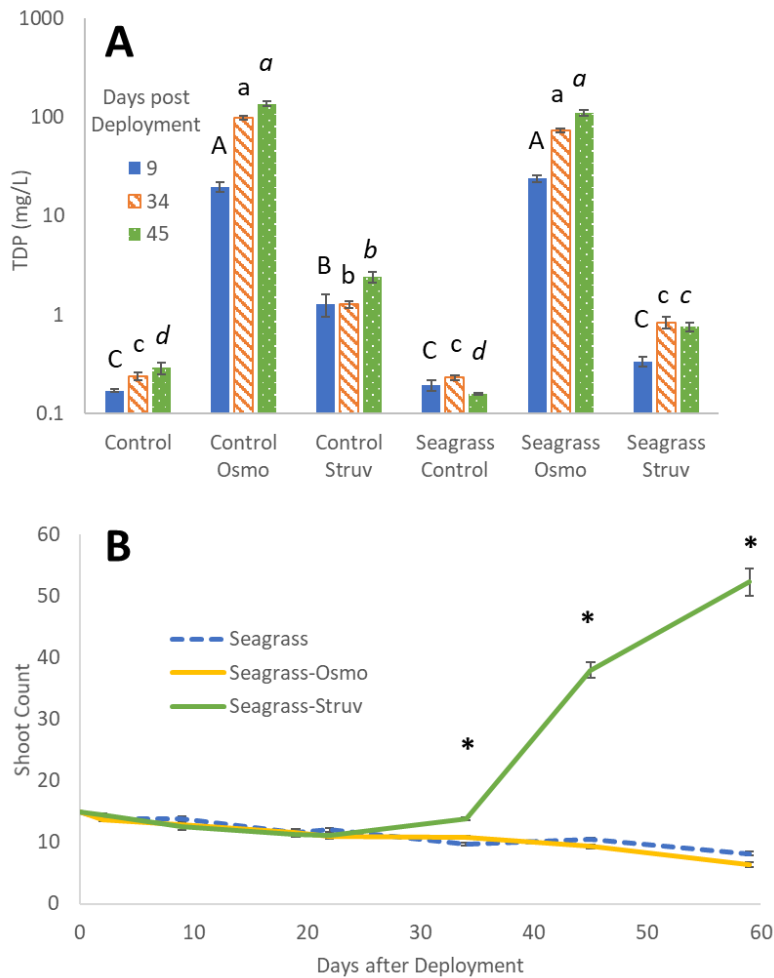 A
1000
100
10
1
0.1
TDP (mg/L)
Days post
Deployment
9
34
45
C c d
A a a
B b b
C c d
A a a
C c c
Control
Control
Osmo
Control
Struv
Seagrass
Control
Seagrass
Osmo
Seagrass
Struv
B
60
50
40
30
20
10
0
Shoot Count
Seagrass
Seagrass-Osmo
Seagrass-Struv
*
*
*
0 10 20 30 40 50 60
Days after Deployment